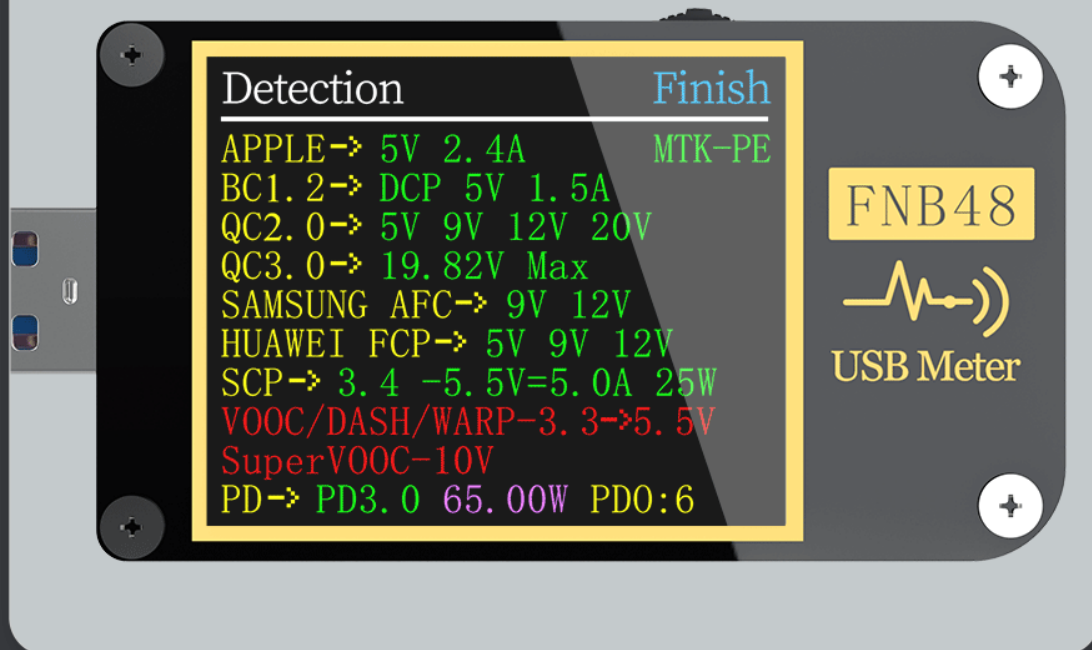 Detection Finish
APPLE-> 5V 2.4A MTK-PE
BC1.2-> DCP 5V 1.5A
QC2.0-> 5V 9V 12V 20V
QC3.0-> 19.82V Max
SAMSUNG AFC-> 9V 12V
HUAWEI FCP-> 5V 9V 12V
SCP-> 3.4 -5.5V=5.0A 25W
VOOC/DASH/WARP-3.3->5.5V
SuperVOOC-10V
PD-> PD3.0 65.00W PDO:6
FNB48
USB Meter